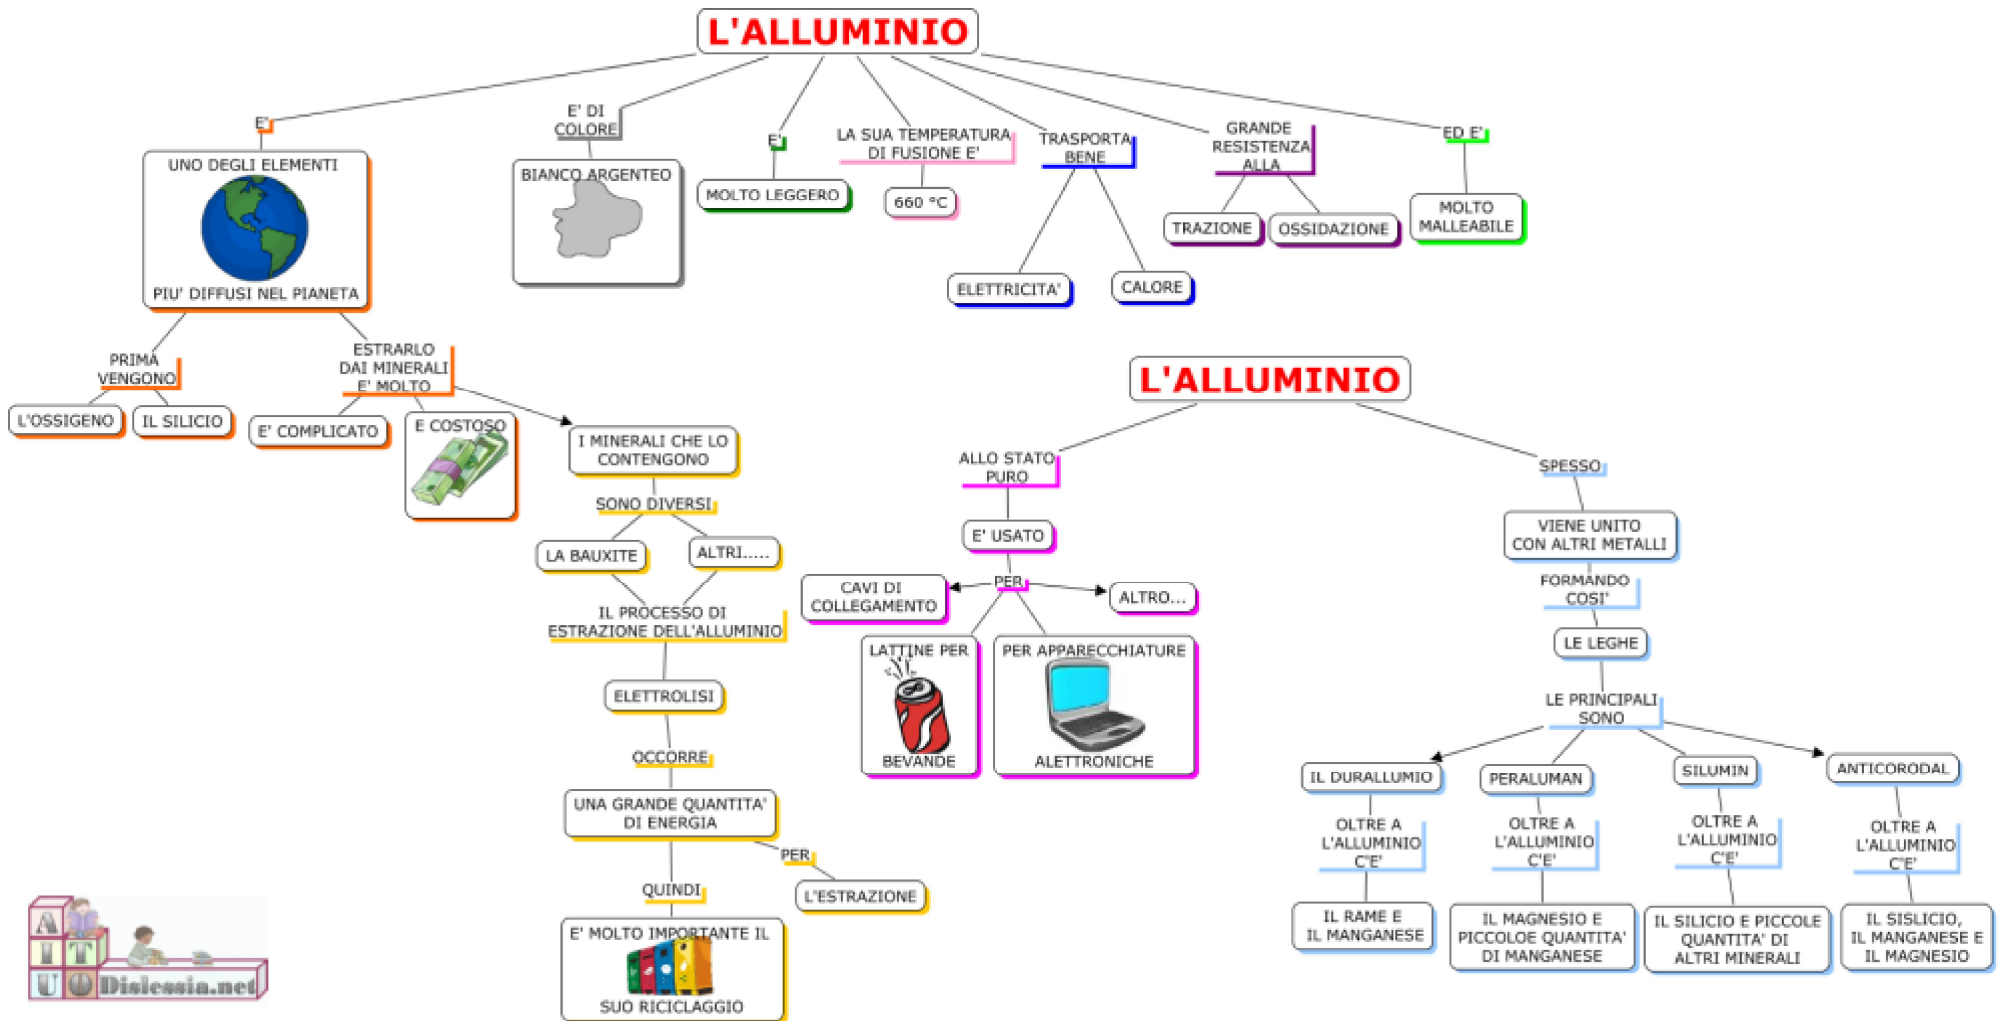 L'ALLUMINIO
E'
UNO DEGLI ELEMENTI
PIU' DIFFUSI NEL PIANETA
PRIMA
VENGONO
L'OSSIGENO
IL SILICIO
ESTRARLO
DAI MINERALI
E' MOLTO
E' COMPLICATO
E COSTOSO
I MINERALI CHE LO
CONTENGONO
SONO DIVERSI
LA BAUXITE
ALTRI.....
IL PROCESSO DI
ESTRAZIONE DELL'ALLUMINIO
ELETTROLISI
OCCORRE
UNA GRANDE QUANTITA'
DI ENERGIA
PER
L'ESTRAZIONE
QUINDI
E' MOLTO IMPORTANTE IL
SUO RICICLAGGIO
E' DI
COLORE
BIANCO ARGENTEO
E'
MOLTO LEGGERO
LA SUA TEMPERATURA
DI FUSIONE E'
660 °C
TRASPORTA
BENE
ELETTRICITA'
CALORE
GRANDE
RESISTENZA
ALLA
TRAZIONE
OSSIDAZIONE
ED E'
MOLTO
MALLEABILE
L'ALLUMINIO
ALLO STATO
PURO
E' USATO
PER
CAVI DI
COLLEGAMENTO
LATTINE PER
BEVANDE
PER APPARECCHIATURE
ALETTRONICHE
ALTRO...
SPESSO
VIENE UNITO
CON ALTRI METALLI
FORMANDO
COSI'
LE LEGHE
LE PRINCIPALI
SONO
IL DURALLUMIO
OLTRE A
L'ALLUMINIO
C'E'
IL RAME E
IL MANGANESE
PERALUMAN
OLTRE A
L'ALLUMINIO
C'E'
IL MAGNESIO E
PICCOLOE QUANTITA'
DI MANGANESE
SILUMIN
OLTRE A
L'ALLUMINIO
C'E'
IL SILICIO E PICCOLE
QUANTITA' DI
ALTRI MINERALI
ANTICORODAL
OLTRE A
L'ALLUMINIO
C'E'
IL SISLICIO,
IL MANGANESE E
IL MAGNESIO
A
I T
U O Dislessia.net